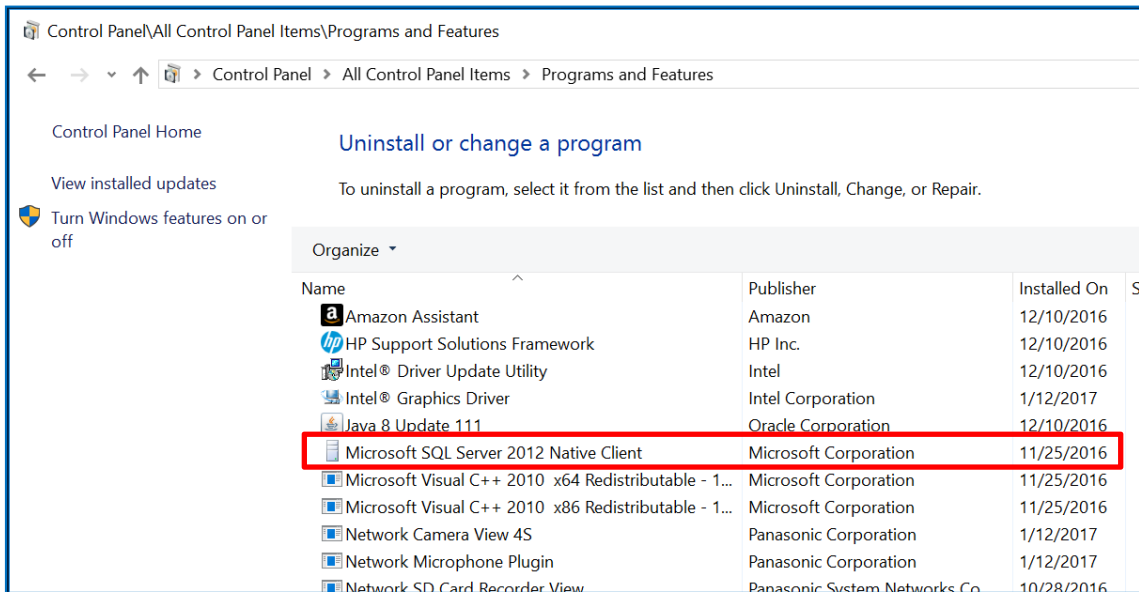 Control Panel\All Control Panel Items\Programs and Features
Control Panel > All Control Panel Items > Programs and Features
Control Panel Home
View installed updates
Turn Windows features on or
off
Uninstall or change a program
To uninstall a program, select it from the list and then click Uninstall, Change, or Repair.
Organize
Name Publisher Installed On S
Amazon Assistant Amazon 12/10/2016
HP Support Solutions Framework HP Inc. 12/10/2016
Intel® Driver Update Utility Intel 12/10/2016
Intel® Graphics Driver Intel Corporation 1/12/2017
Java 8 Update 111 Oracle Corporation 12/10/2016
Microsoft SQL Server 2012 Native Client Microsoft Corporation 11/25/2016
Microsoft Visual C++ 2010 x64 Redistributable - 1... Microsoft Corporation 11/25/2016
Microsoft Visual C++ 2010 x86 Redistributable - 1... Microsoft Corporation 11/25/2016
Network Camera View 4S Panasonic Corporation 1/12/2017
Network Microphone Plugin Panasonic Corporation 1/12/2017
Network SD Card Recorder View Panasonic System Networks Co... 10/28/2016